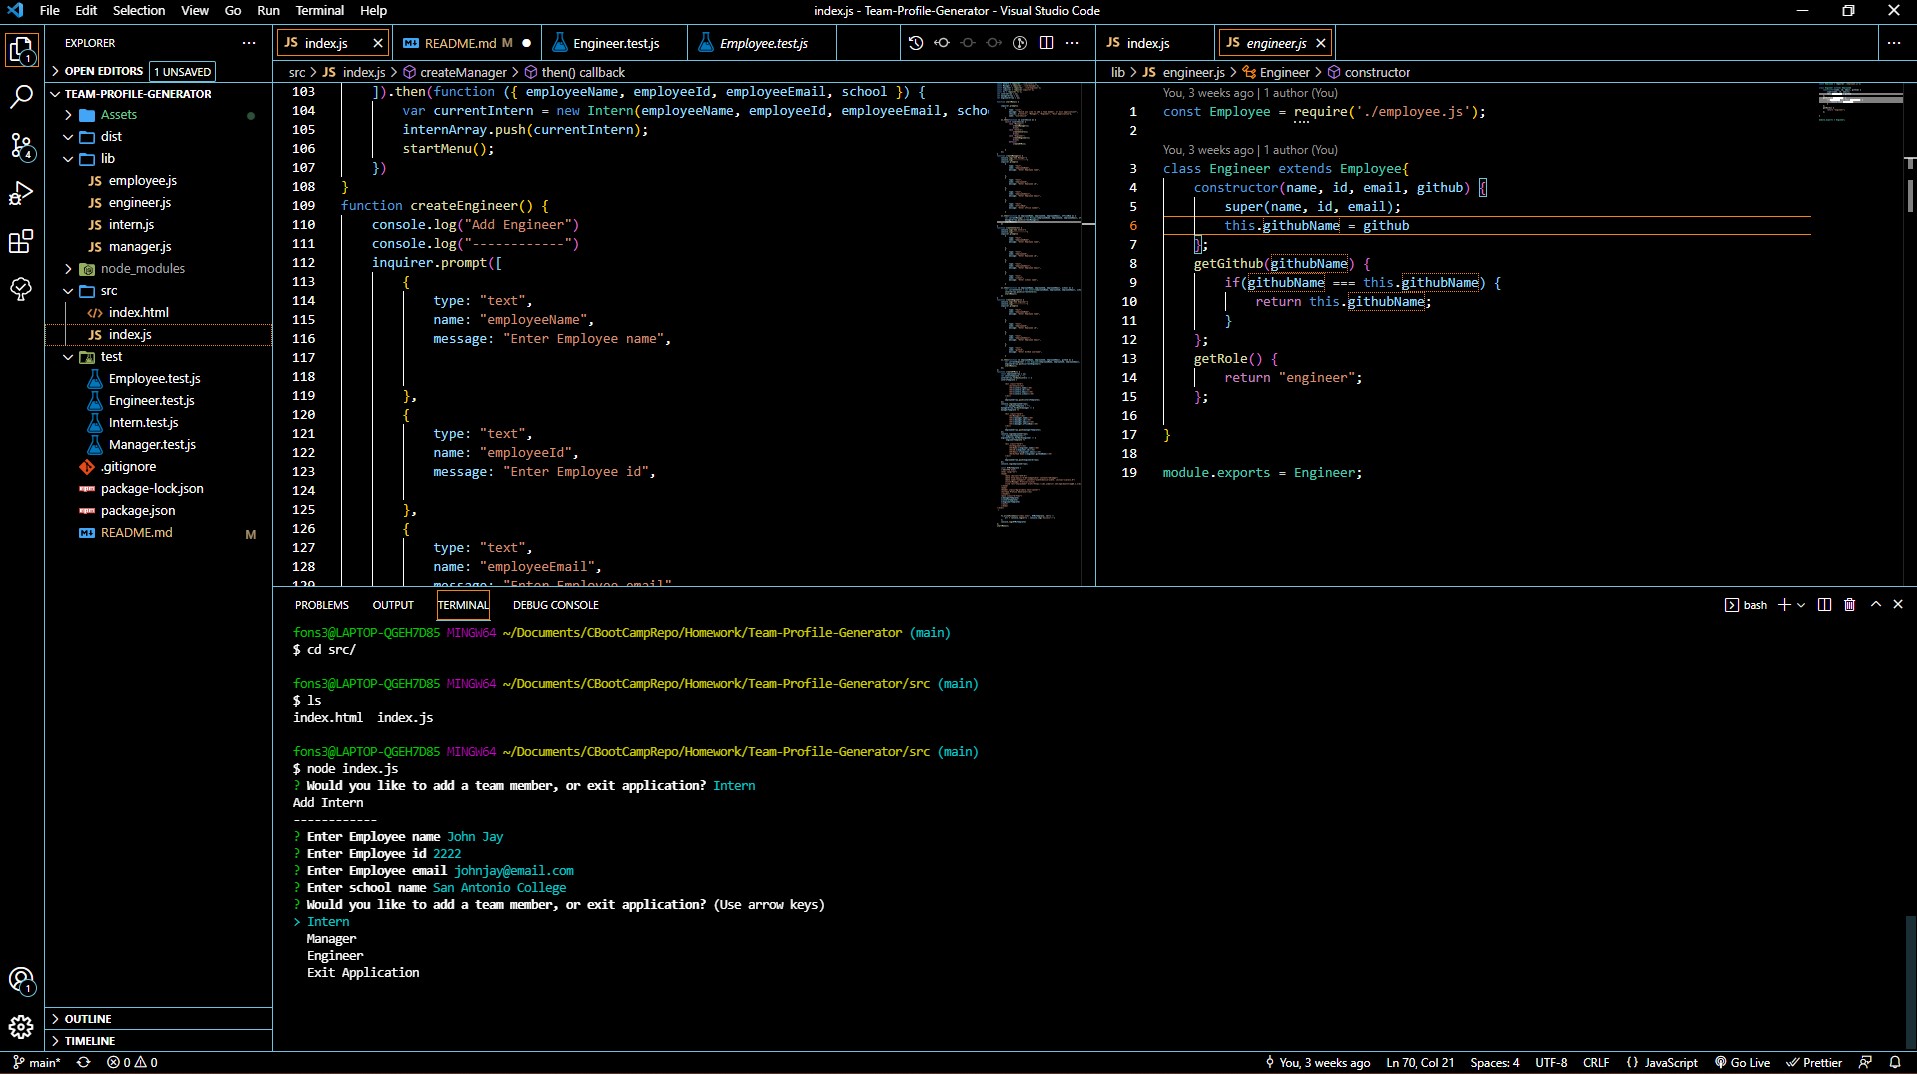 File Edit Selection View Go Run Terminal Help
index.js - Team-Profile-Generator - Visual Studio Code
EXPLORER
OPEN EDITORS 1 UNSAVED
TEAM-PROFILE-GENERATOR
Assets
dist
lib
JS employee.js
JS engineer.js
JS intern.js
JS manager.js
node_modules
src
index.html
JS index.js
test
Employee.test.js
Engineer.test.js
Intern.test.js
Manager.test.js
.gitignore
package-lock.json
package.json
README.md M
OUTLINE
TIMELINE
JS index.js README.md M Engineer.test.js Employee.test.js
src > JS index.js > createManager > then() callback
103 ]).then(function ({ employeeName, employeeId, employeeEmail, school }) {
104 var currentIntern = new Intern(employeeName, employeeId, employeeEmail, scho
105 internArray.push(currentIntern);
106 startMenu();
107 })
108 }
109 function createEngineer() {
110 console.log("Add Engineer")
111 console.log("------------")
112 inquirer.prompt([
113 {
114 type: "text",
115 name: "employeeName",
116 message: "Enter Employee name",
117
118
119 },
120 {
121 type: "text",
122 name: "employeeId",
123 message: "Enter Employee id",
124
125 },
126 {
127 type: "text",
128 name: "employeeEmail",
129 message: "Enter Employee email"
JS index.js JS engineer.js
lib > JS engineer.js > Engineer > constructor
You, 3 weeks ago | 1 author (You)
1 const Employee = require('./employee.js');
2
You, 3 weeks ago | 1 author (You)
3 class Engineer extends Employee{
4 constructor(name, id, email, github) {
5 super(name, id, email);
6 this.githubName = github
7 };
8 getGithub(githubName) {
9 if(githubName === this.githubName) {
10 return this.githubName;
11 }
12 };
13 getRole() {
14 return "engineer";
15 };
16
17 }
18
19 module.exports = Engineer;
PROBLEMS OUTPUT TERMINAL DEBUG CONSOLE
bash
fons3@LAPTOP-QGEH7D85 MINGW64 ~/Documents/CBootCampRepo/Homework/Team-Profile-Generator (main)
$ cd src/
fons3@LAPTOP-QGEH7D85 MINGW64 ~/Documents/CBootCampRepo/Homework/Team-Profile-Generator/src (main)
$ ls
index.html index.js
fons3@LAPTOP-QGEH7D85 MINGW64 ~/Documents/CBootCampRepo/Homework/Team-Profile-Generator/src (main)
$ node index.js
? Would you like to add a team member, or exit application? Intern
Add Intern
------------
? Enter Employee name John Jay
? Enter Employee id 2222
? Enter Employee email johnjay@email.com
? Enter school name San Antonio College
? Would you like to add a team member, or exit application? (Use arrow keys)
> Intern
Manager
Engineer
Exit Application
main* 0 0 You, 3 weeks ago Ln 70, Col 21 Spaces: 4 UTF-8 CRLF {} JavaScript Go Live Prettier